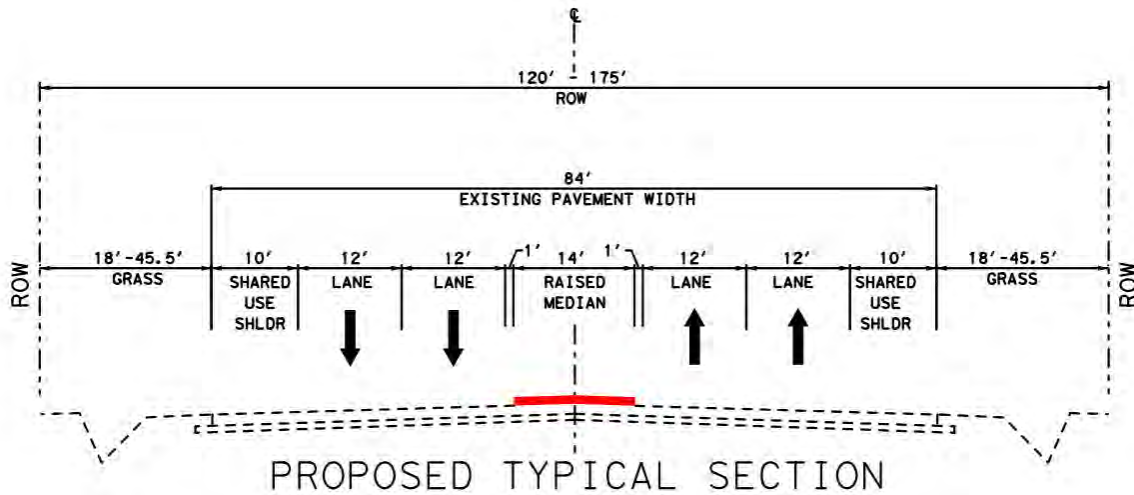 ℄
120' - 175'
ROW
84'
EXISTING PAVEMENT WIDTH
18'-45.5' 10' 12' 12' 1' 14' 1' 12' 12' 10' 18'-45.5'
GRASS SHARED LANE LANE RAISED LANE LANE SHARED GRASS
USE MEDIAN USE
SHLDR SHLDR
ROW ROW
PROPOSED TYPICAL SECTION